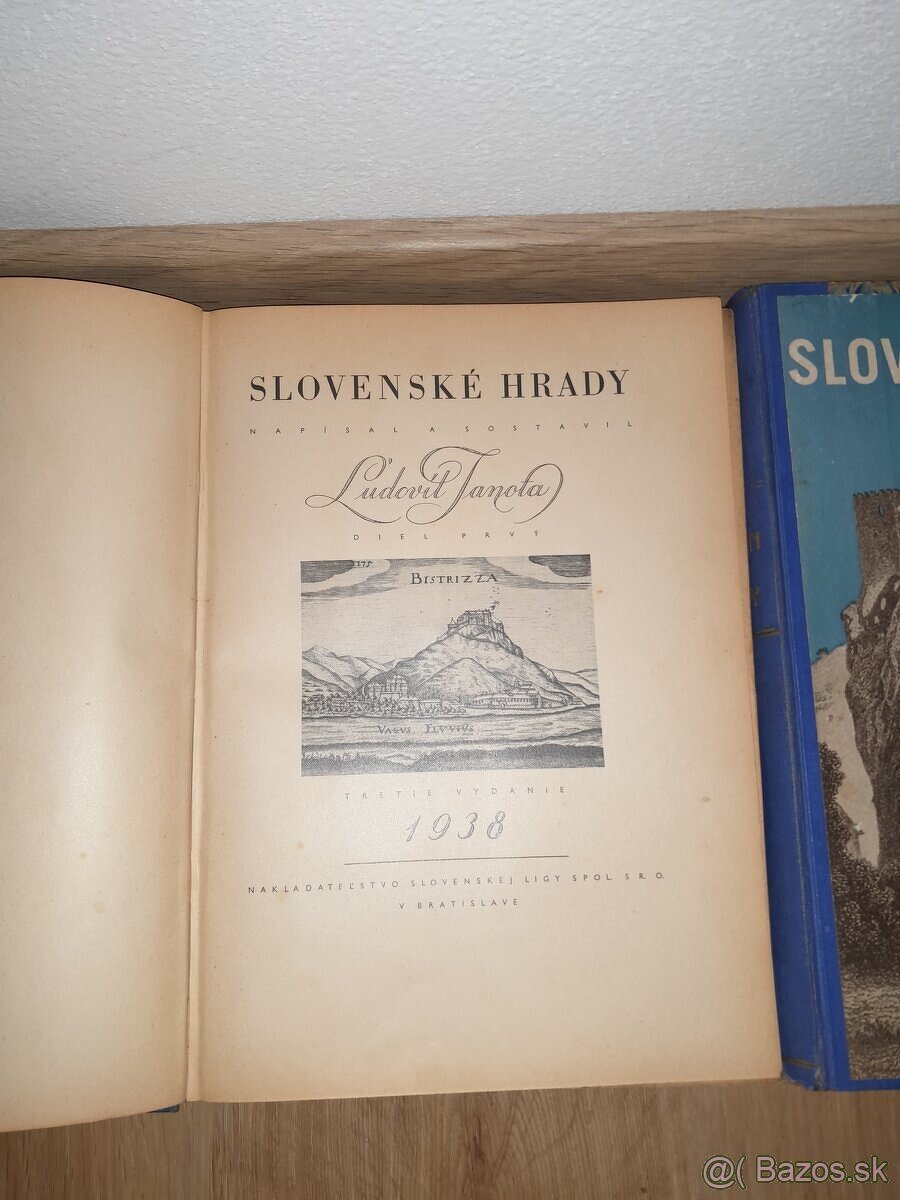 SLOVENSKÉ HRADY
NAPÍSAL A SOSTAVIL
Ľudovít Janota
DIEL PRVÝ
BISTRIZZA
VAGUS FLUVIUS
TRETIE VYDANIE
1938
NAKLADATEĽSTVO SLOVENSKEJ LIGY SPOL. S R. O.
V BRATISLAVE
SLOV
@( Bazos.sk